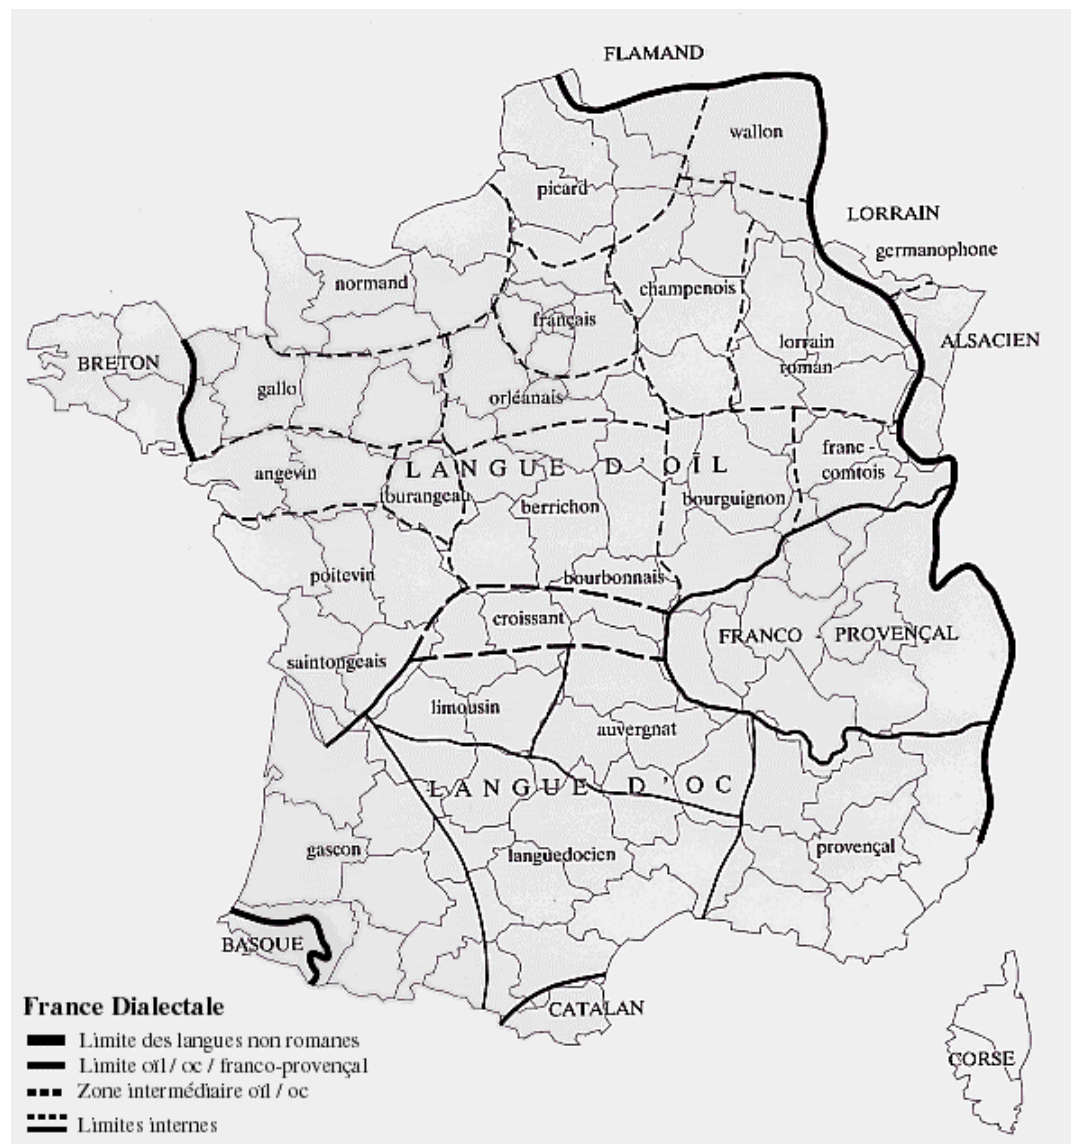 FLAMAND
wallon
picard
LORRAIN
germanophone
normand
champenois
français
ALSACIEN
lorrain
roman
BRETON
gallo
orléanais
angevin
LANGUE D'OÏL
franc-
comtois
tourangeau
berrichon
bourguignon
poitevin
bourbonnais
croissant
FRANCO - PROVENÇAL
saintongeais
limousin
auvergnat
LANGUE D'OC
gascon
languedocien
provençal
BASQUE
CATALAN
CORSE
France Dialectale
Limite des langues non romanes
Limite oïl / oc / franco-provençal
Zone intermédiaire oïl / oc
Limites internes